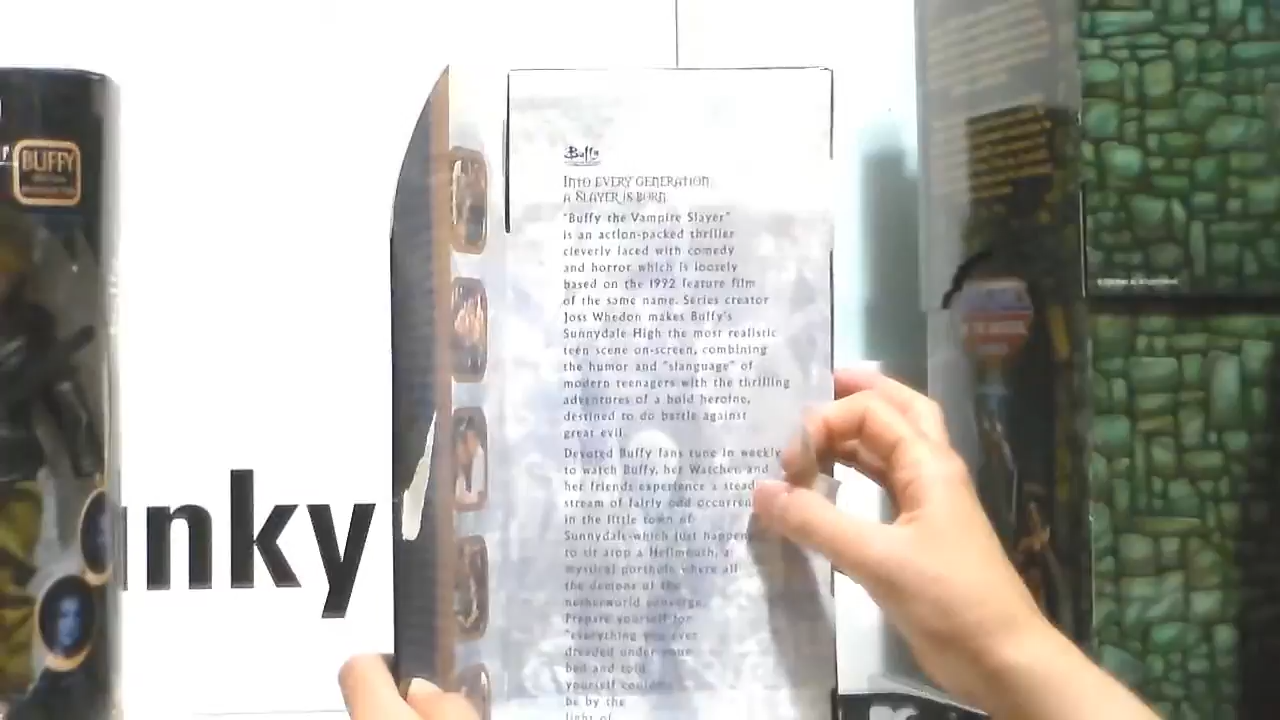 BUFFY
nky
Buffy
INTO EVERY GENERATION
A SLAYER IS BORN
"Buffy the Vampire Slayer"
is an action-packed thriller
cleverly laced with comedy
and horror which is loosely
based on the 1992 feature film
of the same name. Series creator
Joss Whedon makes Buffy's
Sunnydale High the most realistic
teen scene on-screen, combining
the humor and "slanguage" of
modern teenagers with the thrilling
adventures of a bold heroine,
destined to do battle against
great evil.
Devoted Buffy fans tune in weekly
to watch Buffy, her Watcher and
her friends experience a stead
stream of fairly odd occurren
in the little town of
Sunnydale-which just happen
to sit atop a Hellmouth, a
mystical porthole where all
the demons of the
netherworld converge.
Prepare yourself for
"everything you ever
dreaded under your
bed and told
yourself couldn
be by the
light of